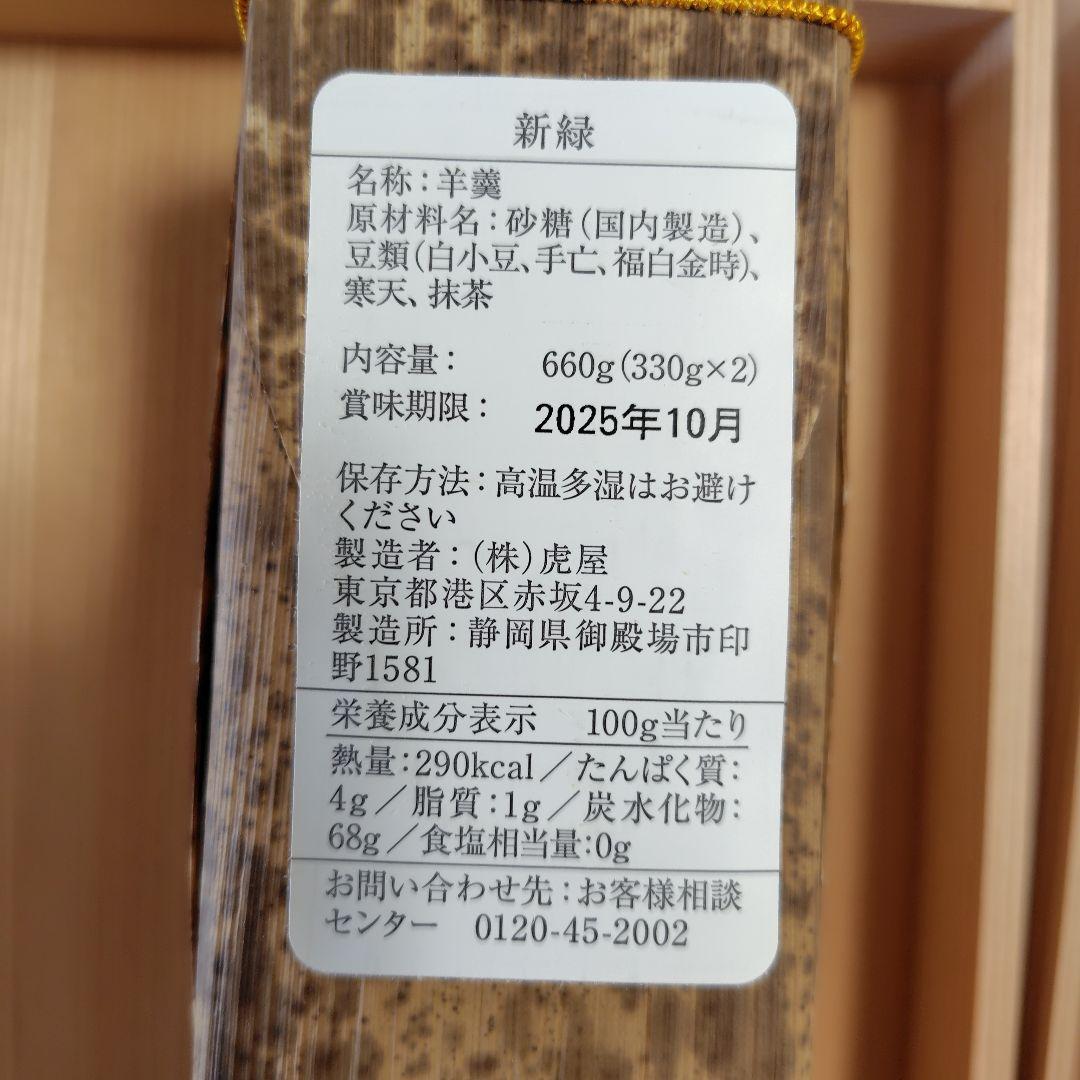 新緑
名称：羊羹
原材料名：砂糖（国内製造）、
豆類（白小豆、手亡、福白金時）、
寒天、抹茶
内容量： 660g（330g×2）
賞味期限： 2025年10月
保存方法：高温多湿はお避け
ください
製造者：（株）虎屋
東京都港区赤坂4-9-22
製造所：静岡県御殿場市印
野1581
栄養成分表示 100g当たり
熱量：290kcal／たんぱく質：
4g／脂質：1g／炭水化物：
68g／食塩相当量：0g
お問い合わせ先：お客様相談
センター 0120-45-2002